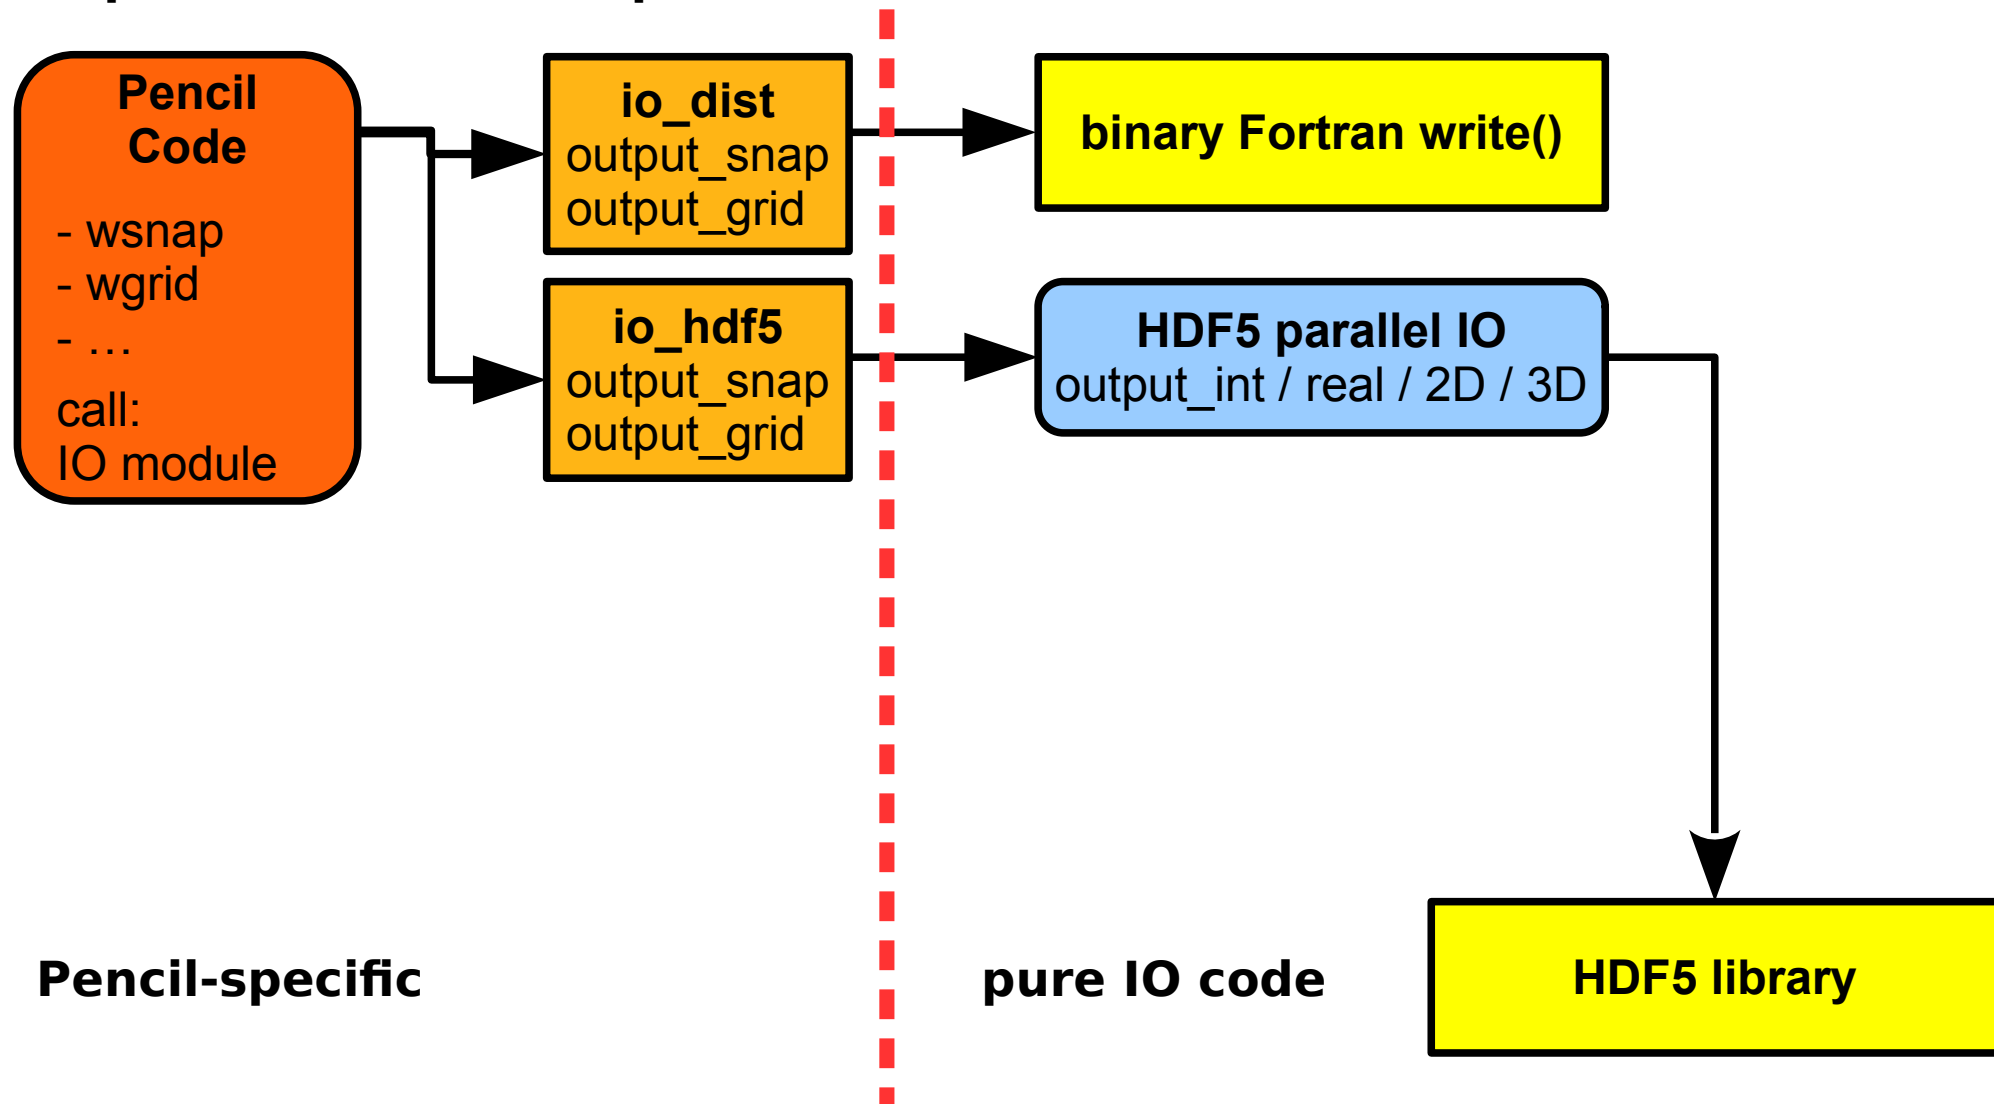 Pencil
Code
- wsnap
- wgrid
- …
call:
IO module
io_dist
output_snap
output_grid
io_hdf5
output_snap
output_grid
binary Fortran write()
HDF5 parallel IO
output_int / real / 2D / 3D
Pencil-specific
pure IO code
HDF5 library